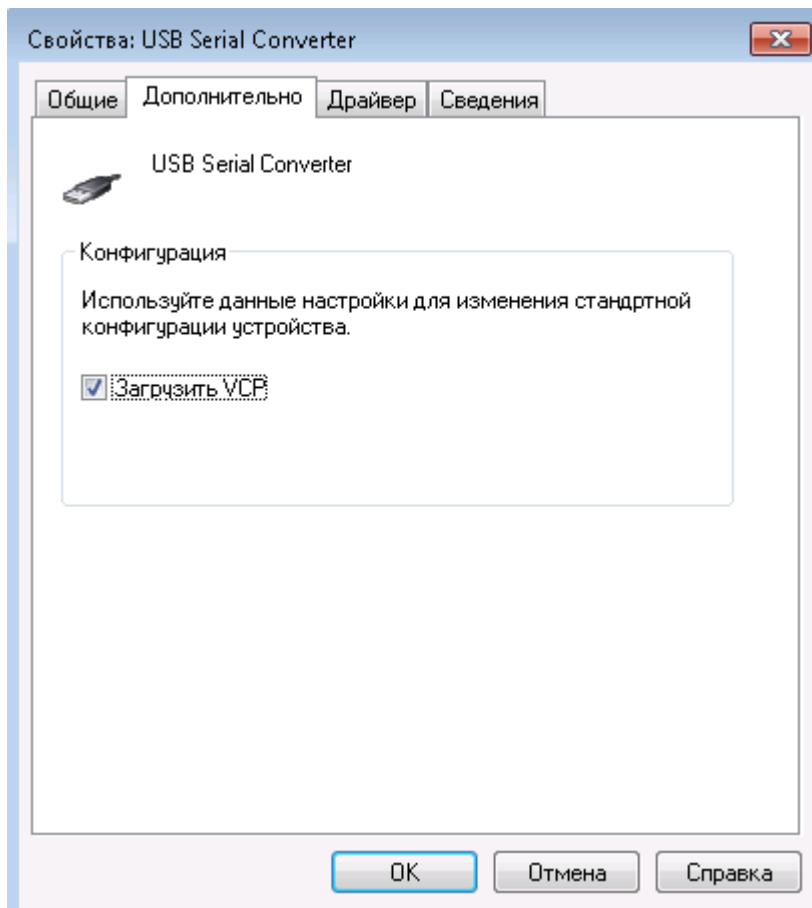 Свойства: USB Serial Converter
Общие Дополнительно Драйвер Сведения
USB Serial Converter
Конфигурация
Используйте данные настройки для изменения стандртной
конфигурации устройства.
Загрузить VCP
ОК Отмена Справка